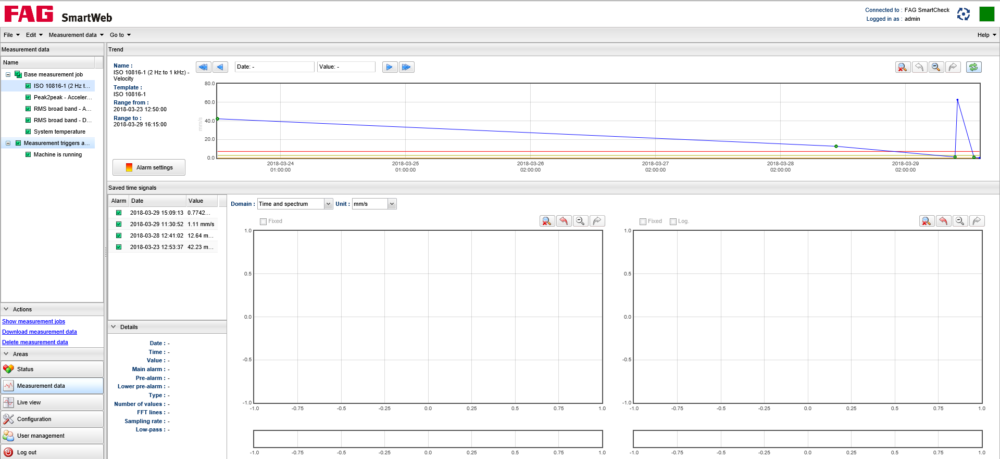 FAG SmartWeb
Connected to : FAG SmartCheck
Logged in as : admin
File Edit Measurement data Go to Help
Measurement data
Name
Base measurement job
ISO 10816-1 (2 Hz t...
Peak2peak - Acceler...
RMS broad band - A...
RMS broad band - D...
System temperature
Measurement triggers a...
Machine is running
Actions
Show measurement jobs
Download measurement data
Delete measurement data
Areas
Status
Measurement data
Live view
Configuration
User management
Log out
Trend
Name :
ISO 10816-1 (2 Hz to 1 kHz) -
Velocity
Template :
ISO 10816-1
Range from :
2018-03-23 12:50:00
Range to :
2018-03-29 16:15:00
Alarm settings
Date: - Value: -
80.0
60.0
40.0
20.0
0.0
mm/s
2018-03-24 2018-03-25 2018-03-26 2018-03-27 2018-03-28 2018-03-29
01:00:00 01:00:00 02:00:00 02:00:00 02:00:00 02:00:00
Saved time signals
Alarm Date Value
2018-03-29 15:09:13 0.7742...
2018-03-29 11:30:52 1.11 mm/s
2018-03-28 12:41:02 12.64 m...
2018-03-23 12:53:37 42.23 m...
Details
Date : -
Time : -
Value : -
Main alarm : -
Pre-alarm : -
Lower pre-alarm : -
Type : -
Number of values : -
FFT lines : -
Sampling rate : -
Low-pass : -
Domain : Time and spectrum Unit : mm/s
Fixed
1.0
0.5
0.0
-0.5
-1.0
-1.0 -0.75 -0.5 -0.25 0.0 0.25 0.5 0.75 1.0
-1.0 -0.75 -0.5 -0.25 0.0 0.25 0.5 0.75 1.0
Fixed Log.
1.0
0.5
0.0
-0.5
-1.0
-1.0 -0.75 -0.5 -0.25 0.0 0.25 0.5 0.75 1.0
-1.0 -0.75 -0.5 -0.25 0.0 0.25 0.5 0.75 1.0